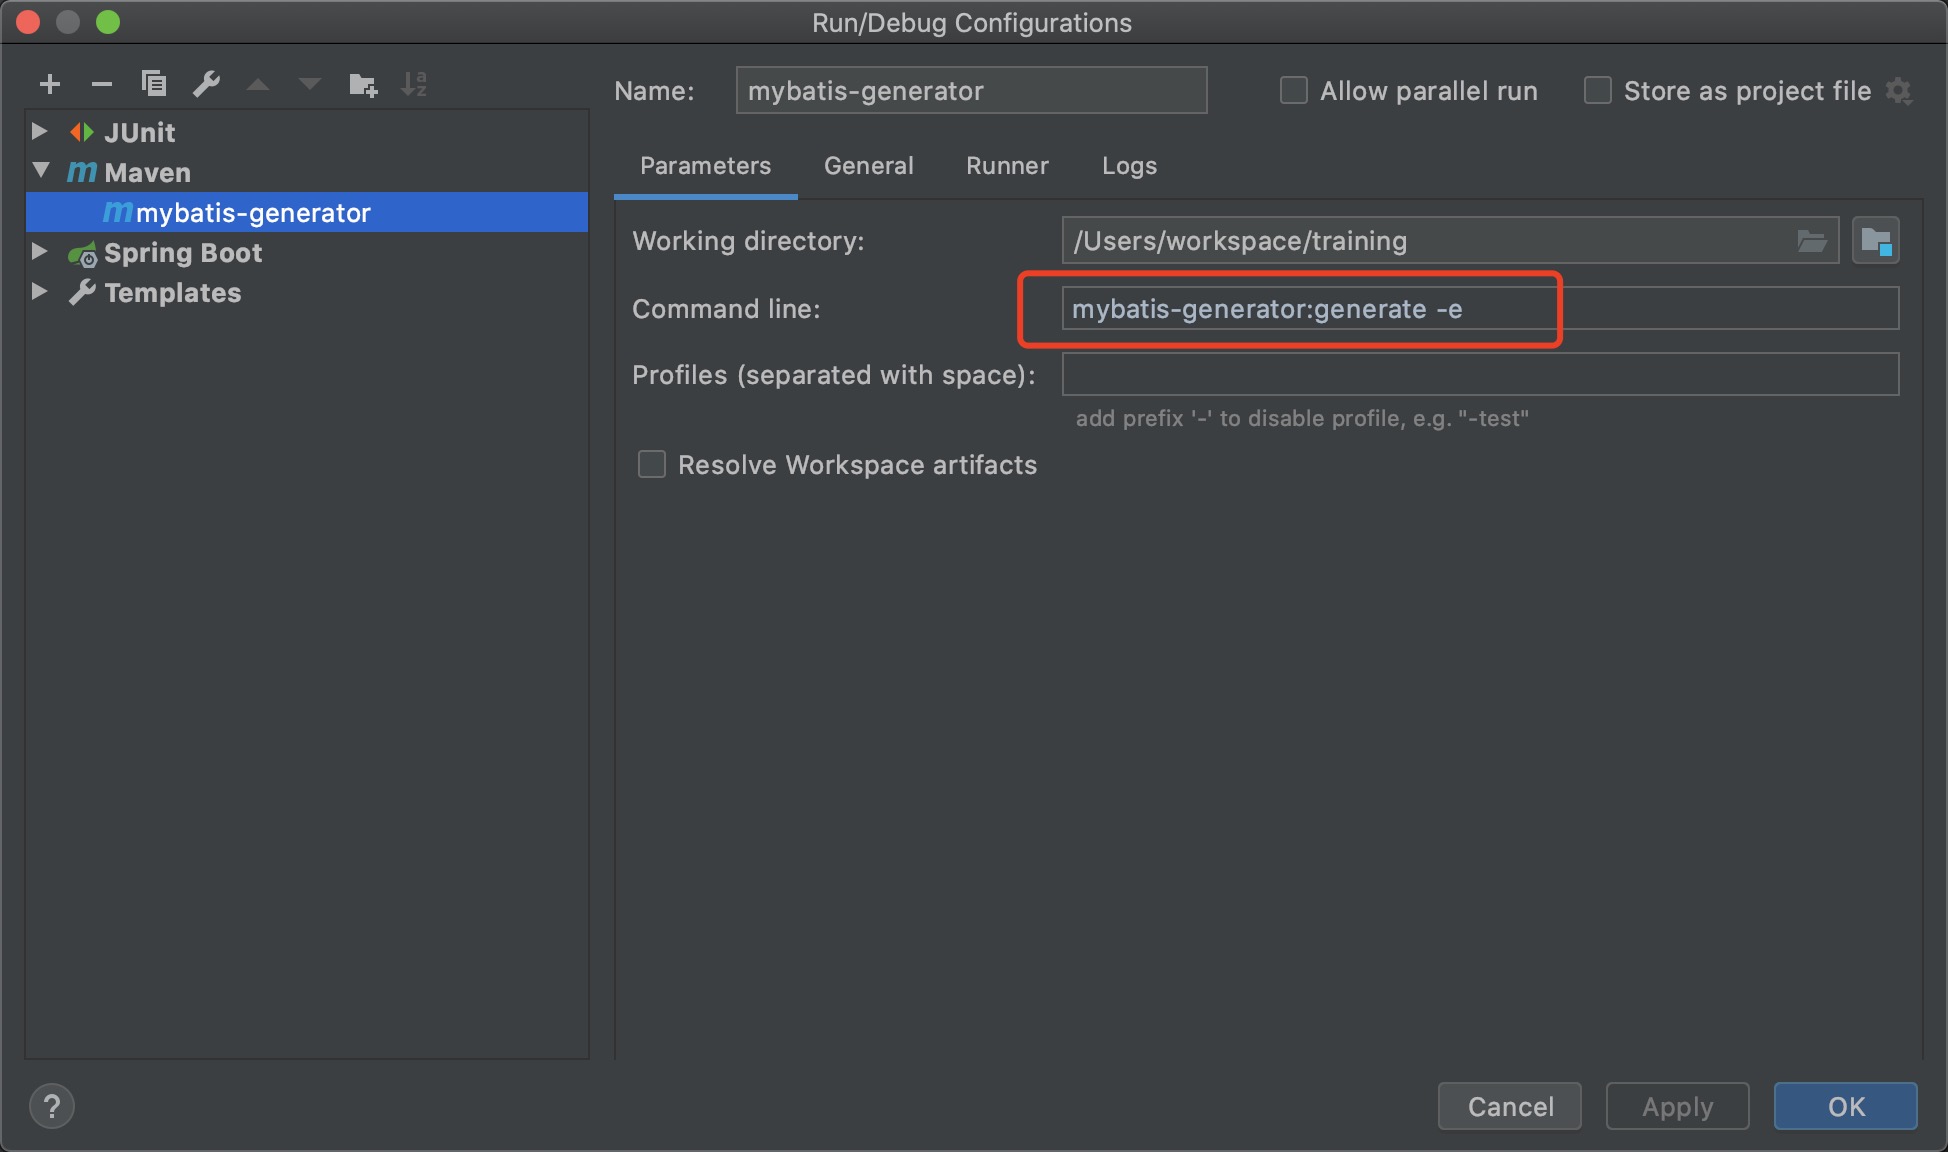 Run/Debug Configurations
Name: mybatis-generator Allow parallel run Store as project file
JUnit
Maven
mybatis-generator
Spring Boot
Templates
Parameters General Runner Logs
Working directory: /Users/workspace/training
Command line: mybatis-generator:generate -e
Profiles (separated with space):
add prefix '-' to disable profile, e.g. "-test"
Resolve Workspace artifacts
? Cancel Apply OK